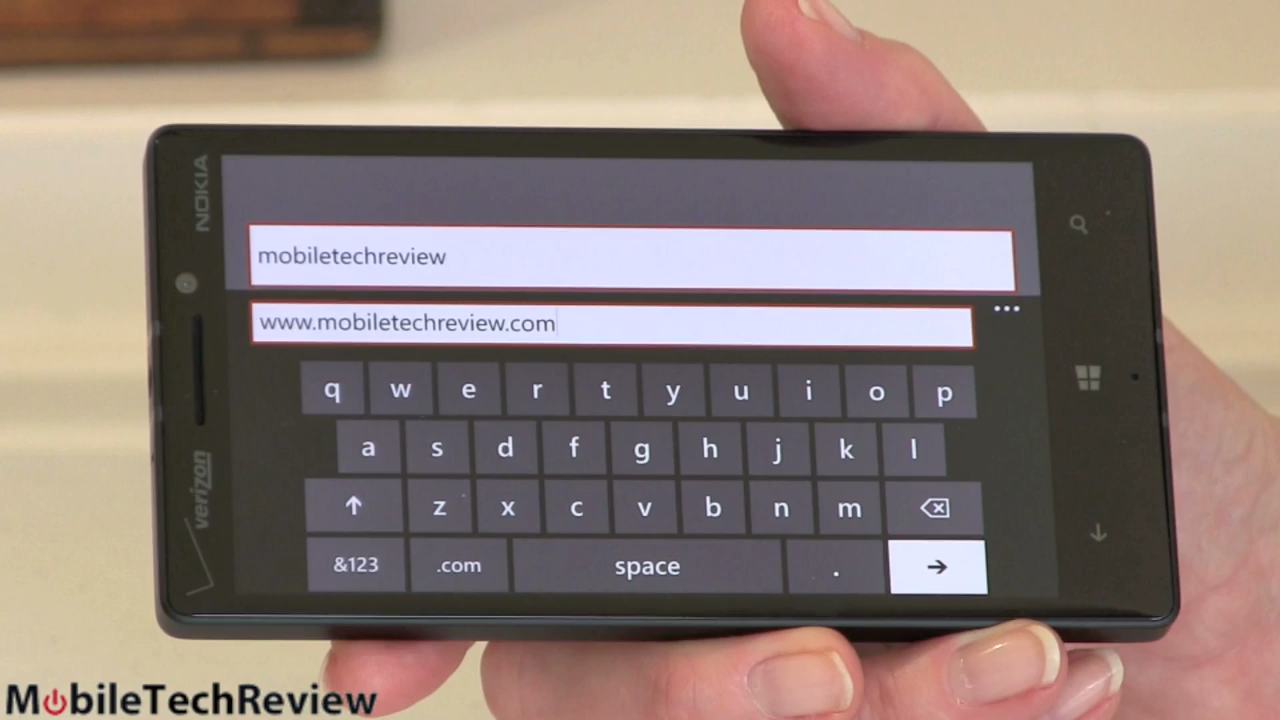 NOKIA
mobiletechreview
www.mobiletechreview.com
q w e r t y u i o p
a s d f g h j k l
z x c v b n m
&123 .com space .
verizon
MobileTechReview